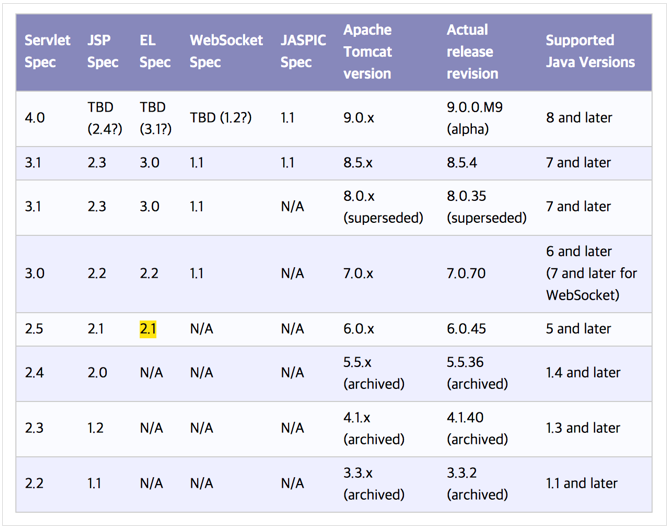 Servlet Spec JSP Spec EL Spec WebSocket Spec JASPIC Spec Apache Tomcat version Actual release revision Supported Java Versions
4.0 TBD (2.4?) TBD (3.1?) TBD (1.2?) 1.1 9.0.x 9.0.0.M9 (alpha) 8 and later
3.1 2.3 3.0 1.1 1.1 8.5.x 8.5.4 7 and later
3.1 2.3 3.0 1.1 N/A 8.0.x (superseded) 8.0.35 (superseded) 7 and later
3.0 2.2 2.2 1.1 N/A 7.0.x 7.0.70 6 and later (7 and later for WebSocket)
2.5 2.1 2.1 N/A N/A 6.0.x 6.0.45 5 and later
2.4 2.0 N/A N/A N/A 5.5.x (archived) 5.5.36 (archived) 1.4 and later
2.3 1.2 N/A N/A N/A 4.1.x (archived) 4.1.40 (archived) 1.3 and later
2.2 1.1 N/A N/A N/A 3.3.x (archived) 3.3.2 (archived) 1.1 and later